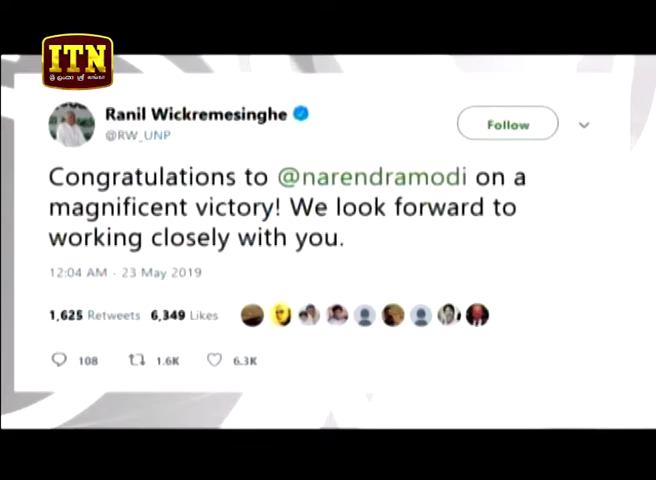 ITN
ශ්‍රී ලංකා ஸ்ரீ லங்கா
Ranil Wickremesinghe
@RW_UNP
Follow
Congratulations to @narendramodi on a
magnificent victory! We look forward to
working closely with you.
12:04 AM - 23 May 2019
1,625 Retweets 6,349 Likes
108 1.6K 6.3K